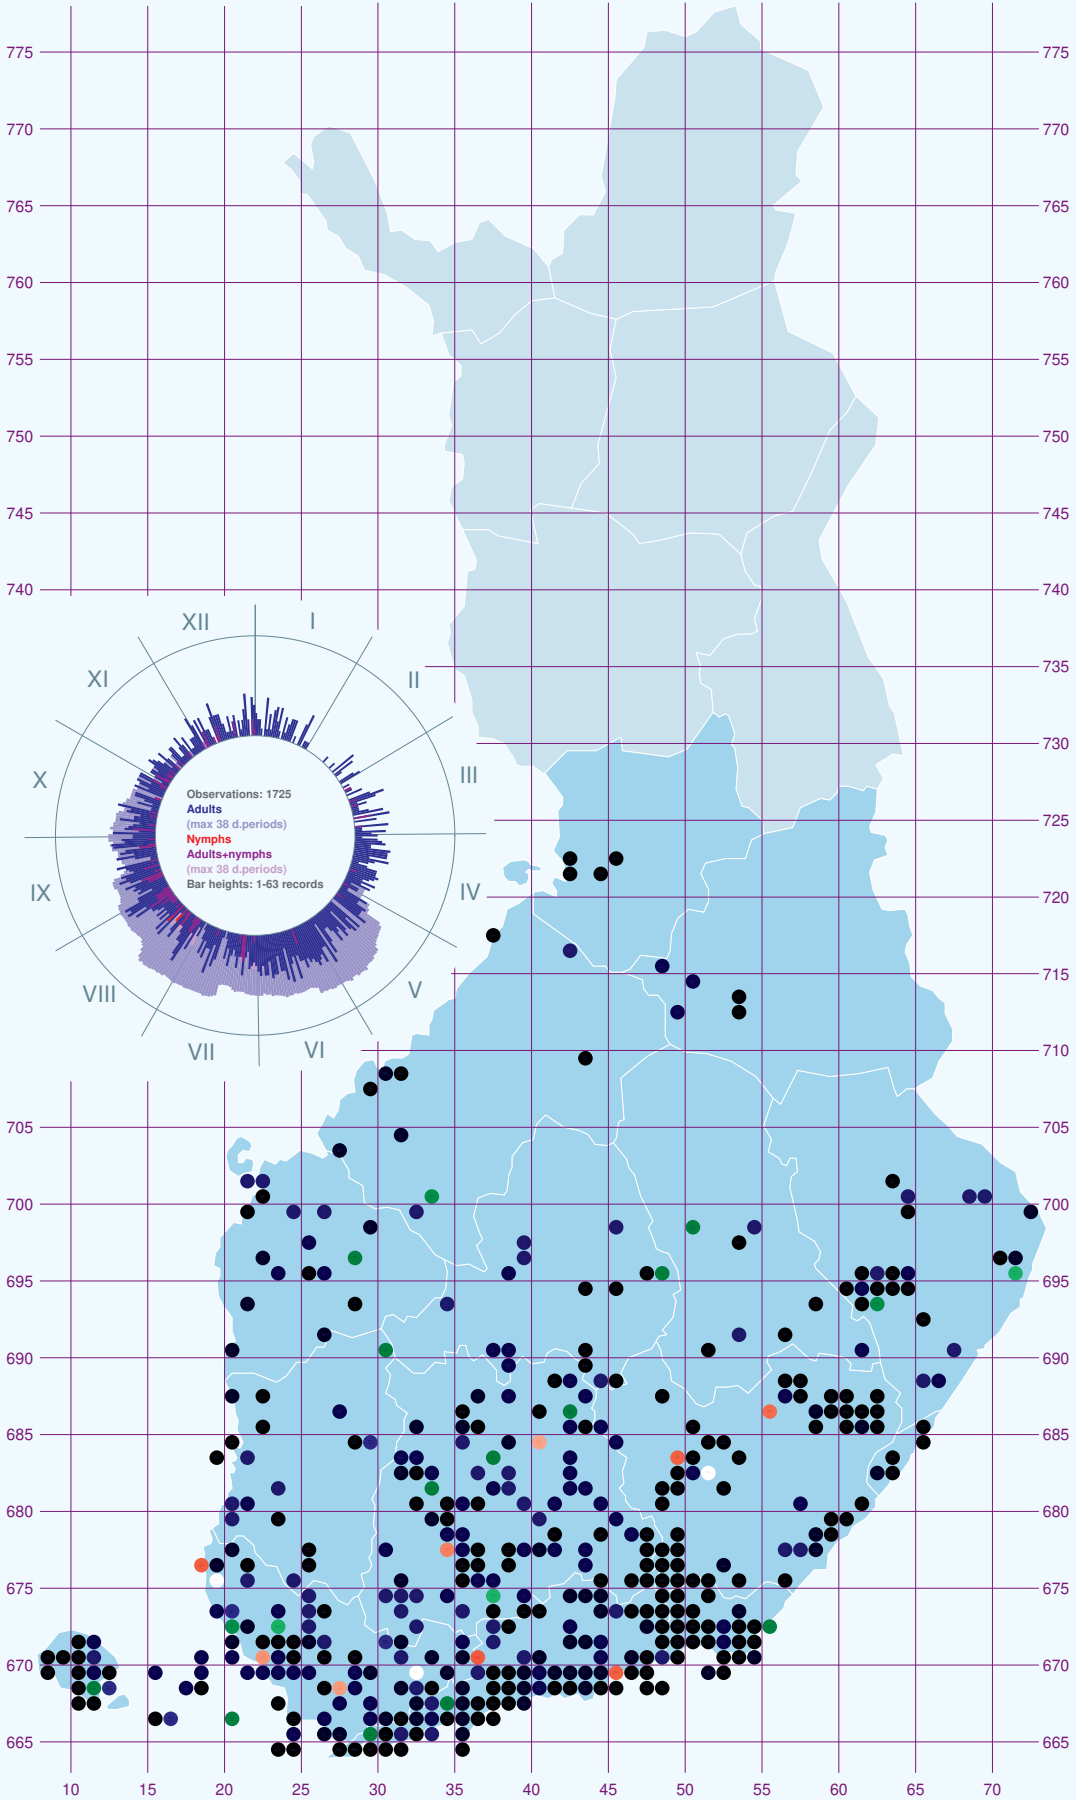 775 775
770 770
765 765
760 760
755 755
750 750
745 745
740 740
XII I
XI II
735
730
X III
Observations: 1725
Adults
(max 38 d.periods)
Nymphs
Adults+nymphs
(max 38 d.periods)
Bar heights: 1-63 records
725
IX IV
720
VIII V
715
VII VI
710
705 705
700 700
695 695
690 690
685 685
680 680
675 675
670 670
665 665
10 15 20 25 30 35 40 45 50 55 60 65 70